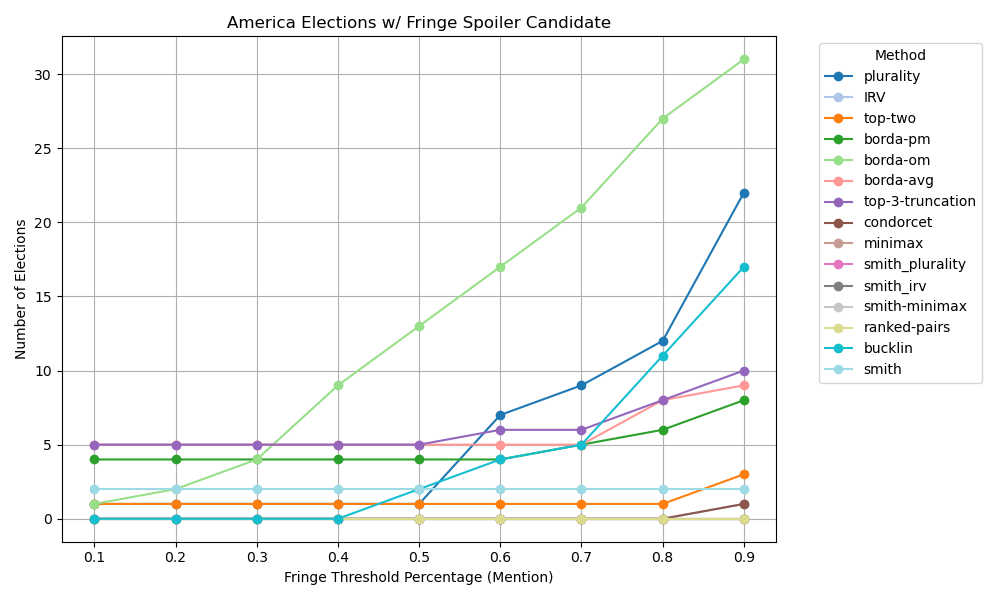 America Elections w/ Fringe Spoiler Candidate
Number of Elections
30
25
20
15
10
5
0
0.1 0.2 0.3 0.4 0.5 0.6 0.7 0.8 0.9
Fringe Threshold Percentage (Mention)
Method
plurality
IRV
top-two
borda-pm
borda-om
borda-avg
top-3-truncation
condorcet
minimax
smith_plurality
smith_irv
smith-minimax
ranked-pairs
bucklin
smith